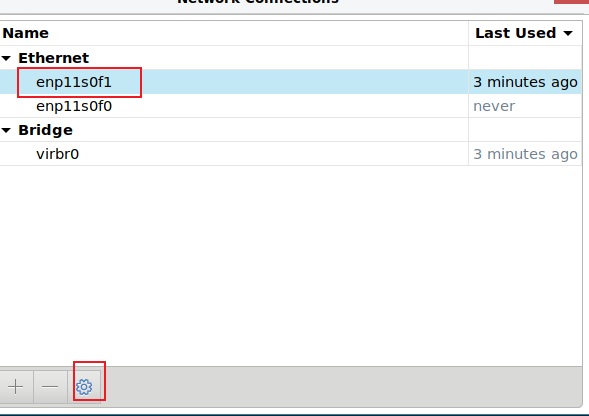 Network Connections
Name Last Used
Ethernet
enp11s0f1 3 minutes ago
enp11s0f0 never
Bridge
virbr0 3 minutes ago